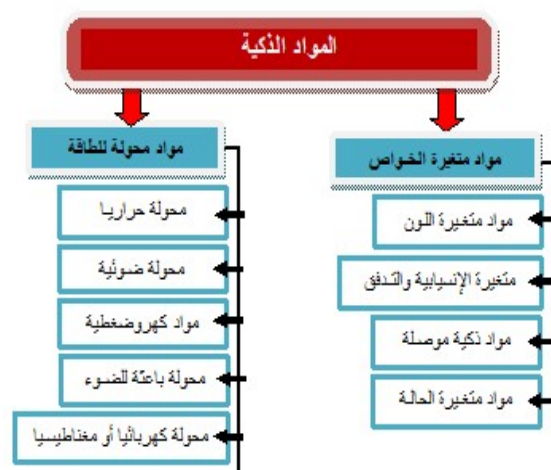 المواد الذكية
مواد متغيرة الخواص
مواد متغيرة اللون
متغيرة الإنسيابية والتدفق
مواد ذكية موصلة
مواد متغيرة الحالة
مواد محولة للطاقة
محولة حراريا
محولة ضوئية
مواد كهروضغطية
محولة باعثة للضوء
محولة كهربائيا أو مغناطيسيا